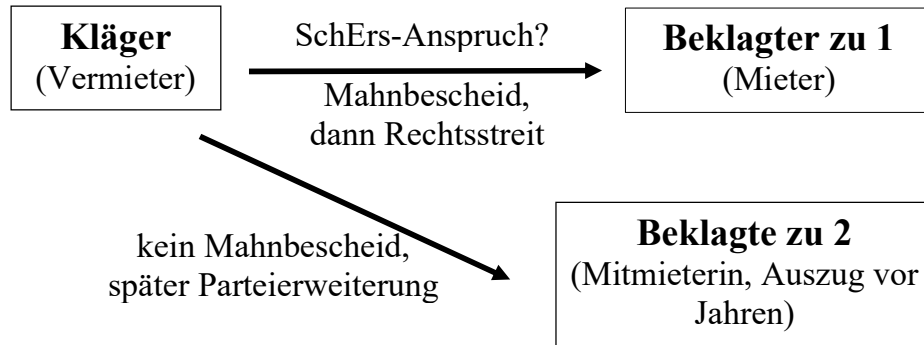 Kläger
(Vermieter)
SchErs-Anspruch?
Mahnbescheid,
dann Rechtsstreit
Beklagter zu 1
(Mieter)
kein Mahnbescheid,
später Parteierweiterung
Beklagte zu 2
(Mitmieterin, Auszug vor
Jahren)